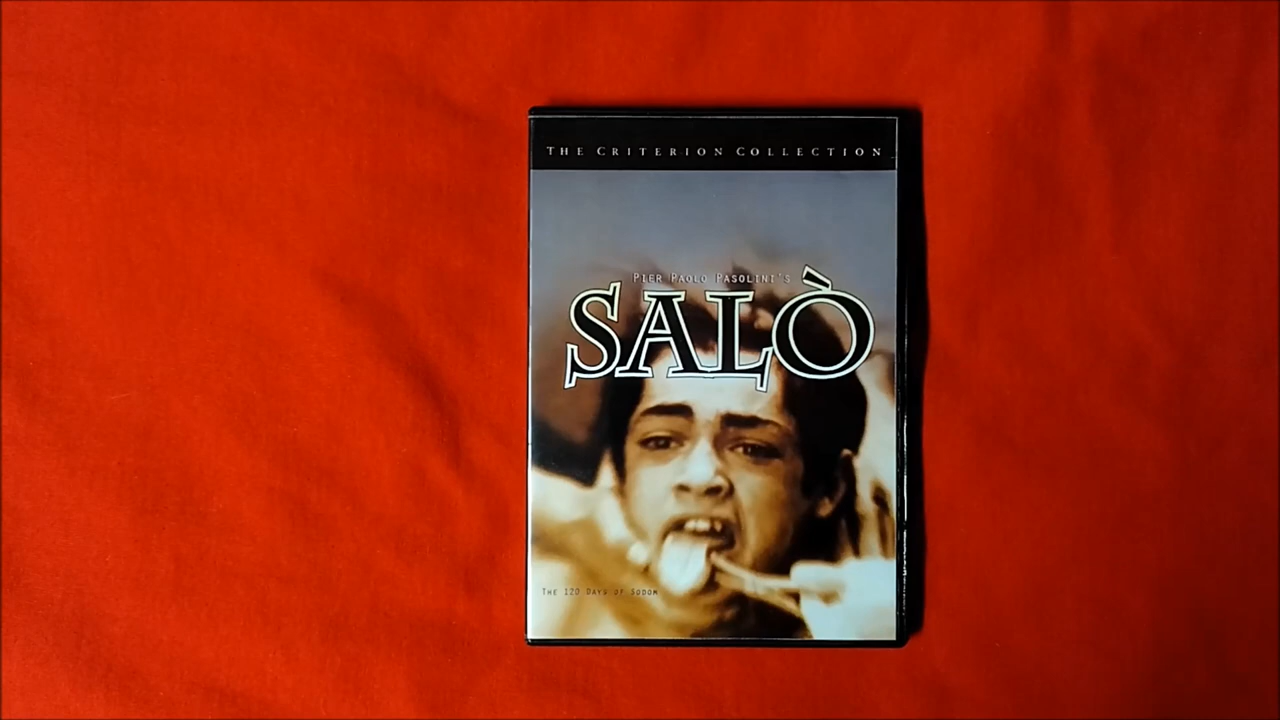 THE CRITERION COLLECTION
PIER PAOLO PASOLINI'S
SALÒ
THE 120 DAYS OF SODOM